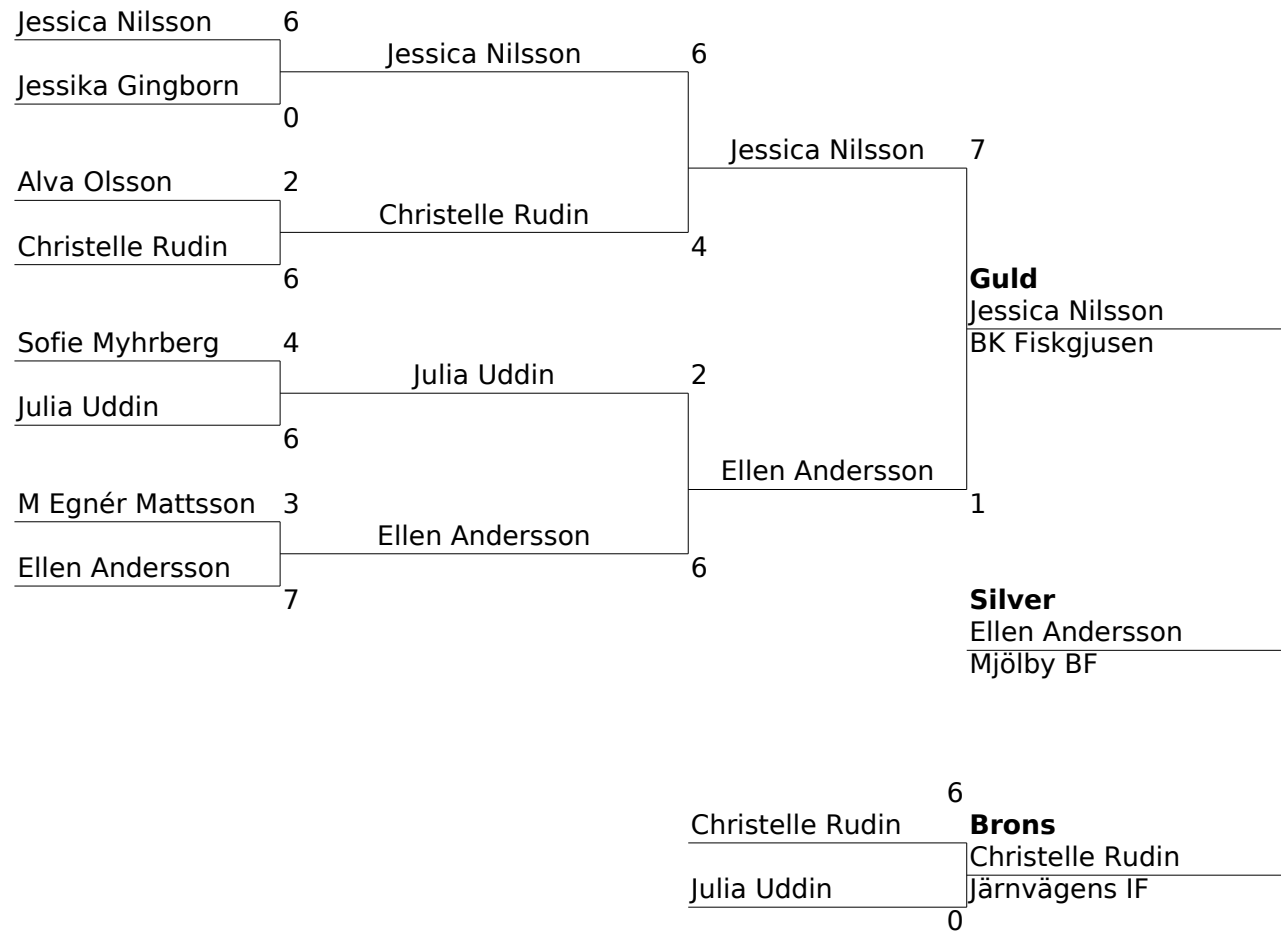 Jessica Nilsson 6
Jessica Nilsson 6
Jessika Gingborn
0
Jessica Nilsson 7
Alva Olsson 2
Christelle Rudin
Christelle Rudin 4
6
Guld
Jessica Nilsson
Sofie Myhrberg 4
BK Fiskgjusen
Julia Uddin 2
Julia Uddin
6
Ellen Andersson
M Egnér Mattsson 3
1
Ellen Andersson
Ellen Andersson 6
7
Silver
Ellen Andersson
Mjölby BF
6
Christelle Rudin
Brons
Christelle Rudin
Julia Uddin
Järnvägens IF
0